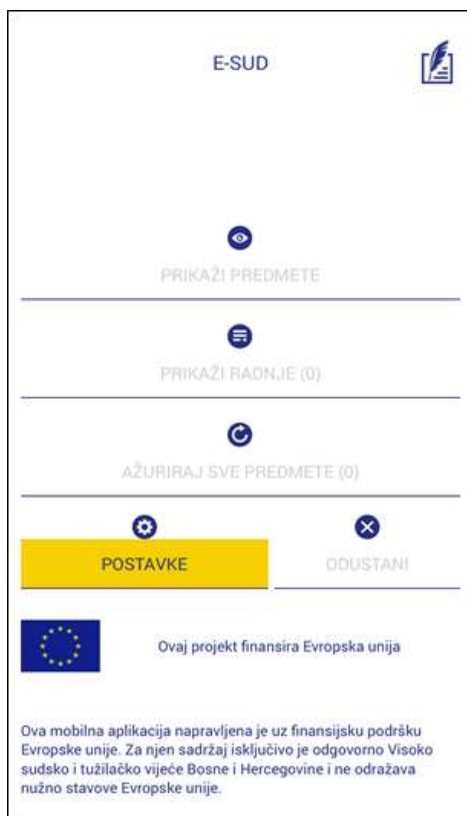 E-SUD
PRIKAŽI PREDMETE
PRIKAŽI RADNJE (0)
AŽURIRAJ SVE PREDMETE (0)
POSTAVKE
ODUSTANI
Ovaj projekt finansira Evropska unija
Ova mobilna aplikacija napravljena je uz finansijsku podršku
Evropske unije. Za njen sadržaj isključivo je odgovorno Visoko
sudsko i tužilačko vijeće Bosne i Hercegovine i ne odražava
nužno stavove Evropske unije.